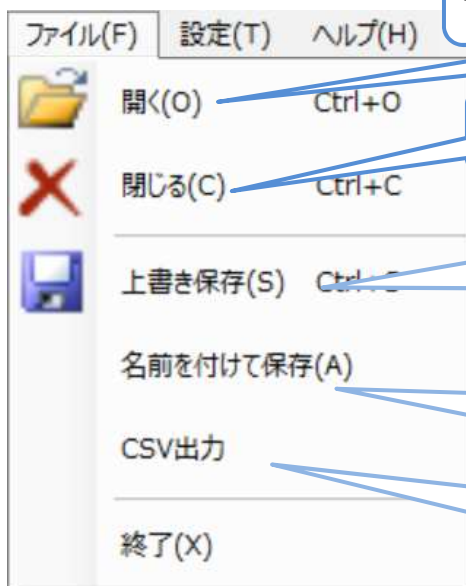 ファイル(F) 設定(T) ヘルプ(H)
開く(O) Ctrl+O
閉じる(C) Ctrl+C
上書き保存(S) Ctrl+S
名前を付けて保存(A)
CSV出力
終了(X)